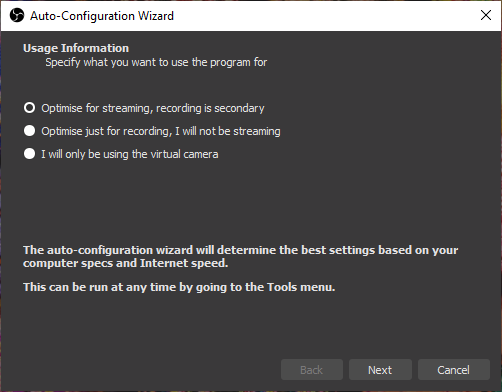 Auto-Configuration Wizard
Usage Information
Specify what you want to use the program for
Optimise for streaming, recording is secondary
Optimise just for recording, I will not be streaming
I will only be using the virtual camera
The auto-configuration wizard will determine the best settings based on your
computer specs and Internet speed.
This can be run at any time by going to the Tools menu.
Back Next Cancel